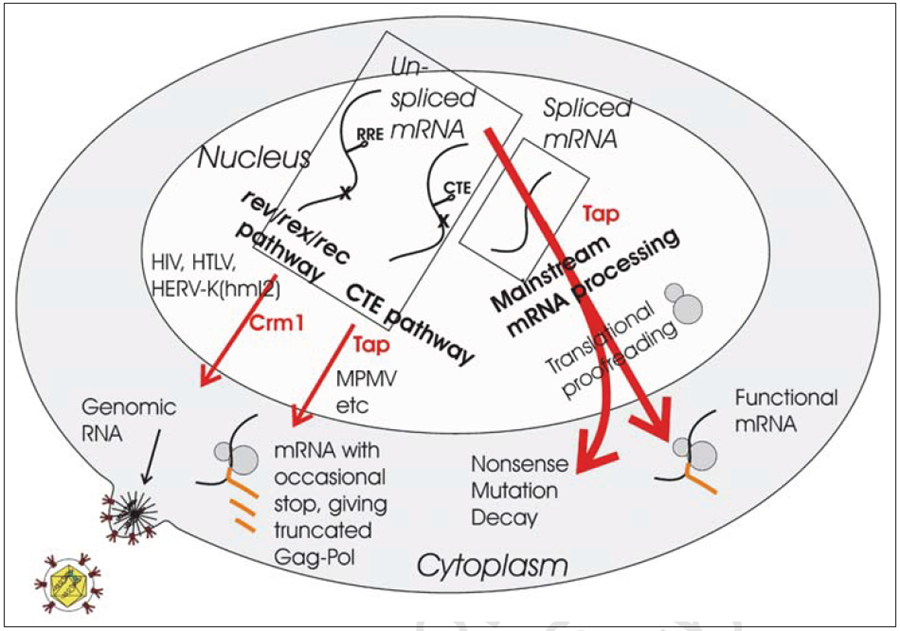 Un-
spliced
mRNA
RRE
CTE
Spliced
mRNA
Nucleus
rev/rex/rec
pathway
HIV, HTLV,
HERV-K(hml2)
Crm1
CTE pathway
Tap
MPMV
etc
Tap
Mainstream
mRNA processing
Translational
proofreading
Genomic
RNA
mRNA with
occasional
stop, giving
truncated
Gag-Pol
Nonsense
Mutation
Decay
Functional
mRNA
Cytoplasm